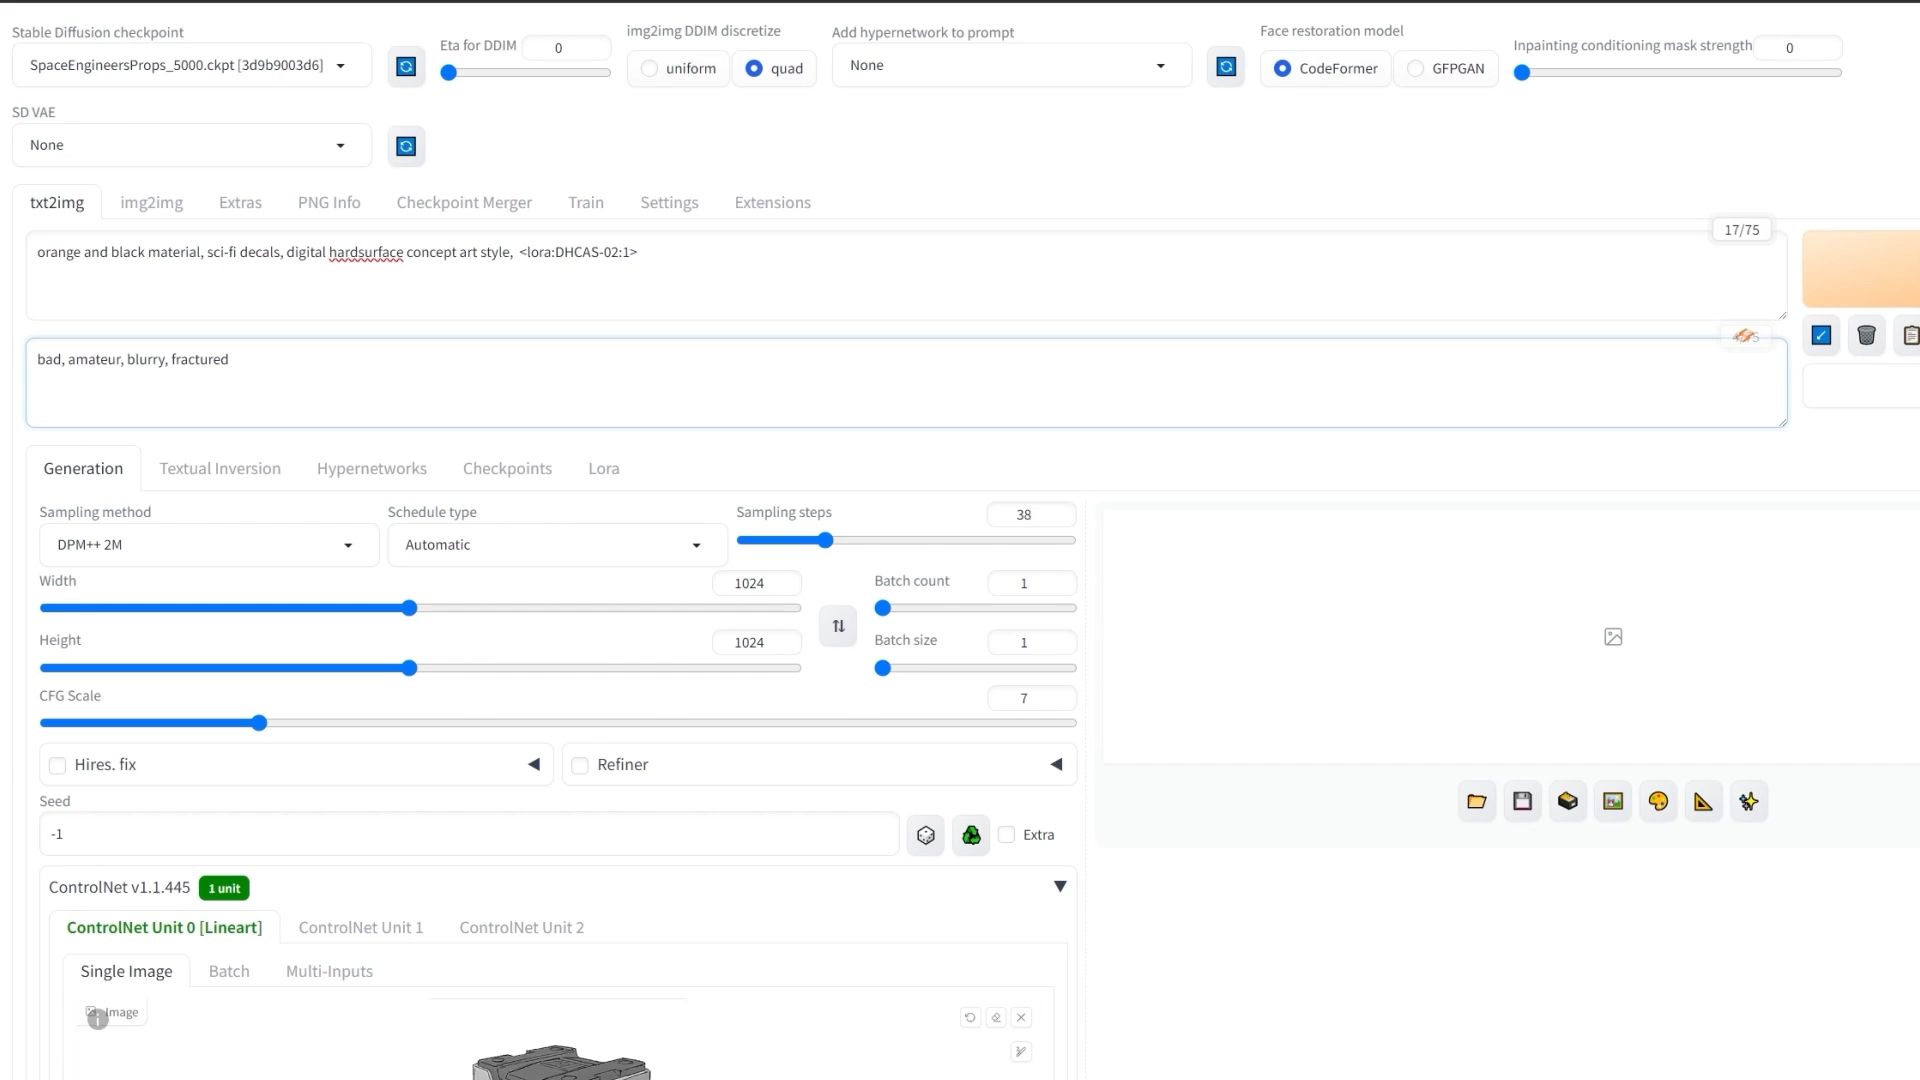 Stable Diffusion checkpoint
SpaceEngineersProps_5000.ckpt [3d9b9003d6]
Eta for DDIM
0
img2img DDIM discretize
uniform
quad
Add hypernetwork to prompt
None
Face restoration model
CodeFormer
GFPGAN
Inpainting conditioning mask strength
0
SD VAE
None
txt2img
img2img
Extras
PNG Info
Checkpoint Merger
Train
Settings
Extensions
17/75
orange and black material, sci-fi decals, digital hardsurface concept art style, <lora:DHCAS-02:1>
bad, amateur, blurry, fractured
Generation
Textual Inversion
Hypernetworks
Checkpoints
Lora
Sampling method
DPM++ 2M
Schedule type
Automatic
Sampling steps
38
Width
1024
Batch count
1
Height
1024
Batch size
1
CFG Scale
7
Hires. fix
Refiner
Seed
-1
Extra
ControlNet v1.1.445
1 unit
ControlNet Unit 0 [Lineart]
ControlNet Unit 1
ControlNet Unit 2
Single Image
Batch
Multi-Inputs
Image